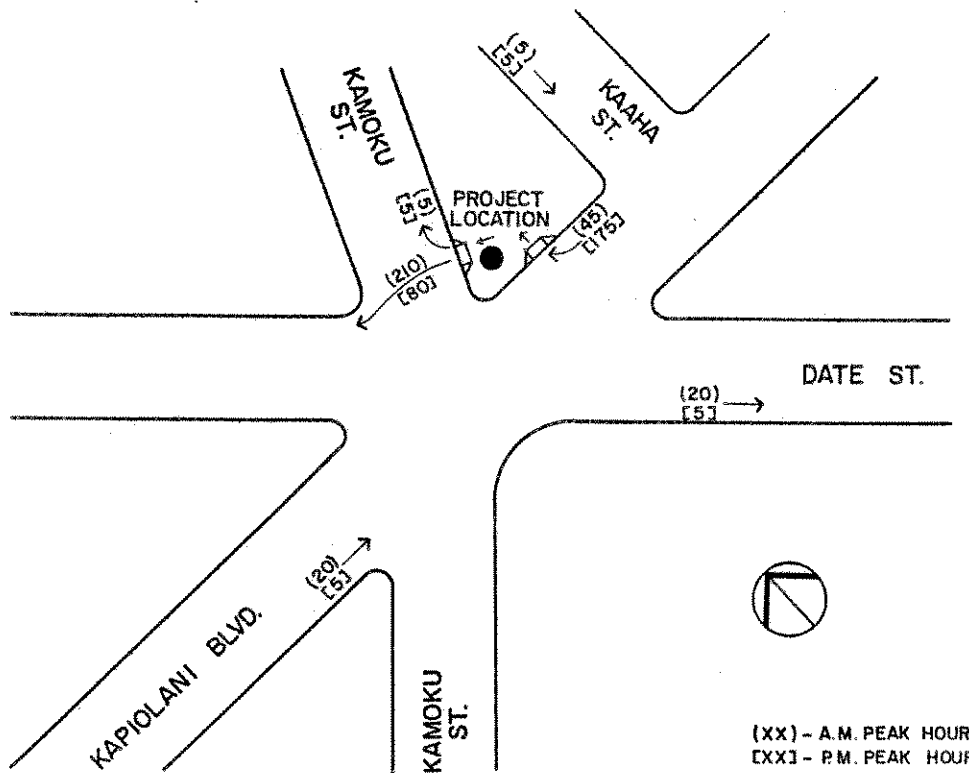 KAMOKU
ST.
(5)
[5]
KAAHA
ST.
(5)
[5]
PROJECT
LOCATION
(45)
[175]
(210)
[80]
DATE ST.
(20)
[5]
(20)
[5]
KAPIOLANI BLVD.
KAMOKU
ST.
(XX) - A.M. PEAK HOUR
[XX] - P.M. PEAK HOUR